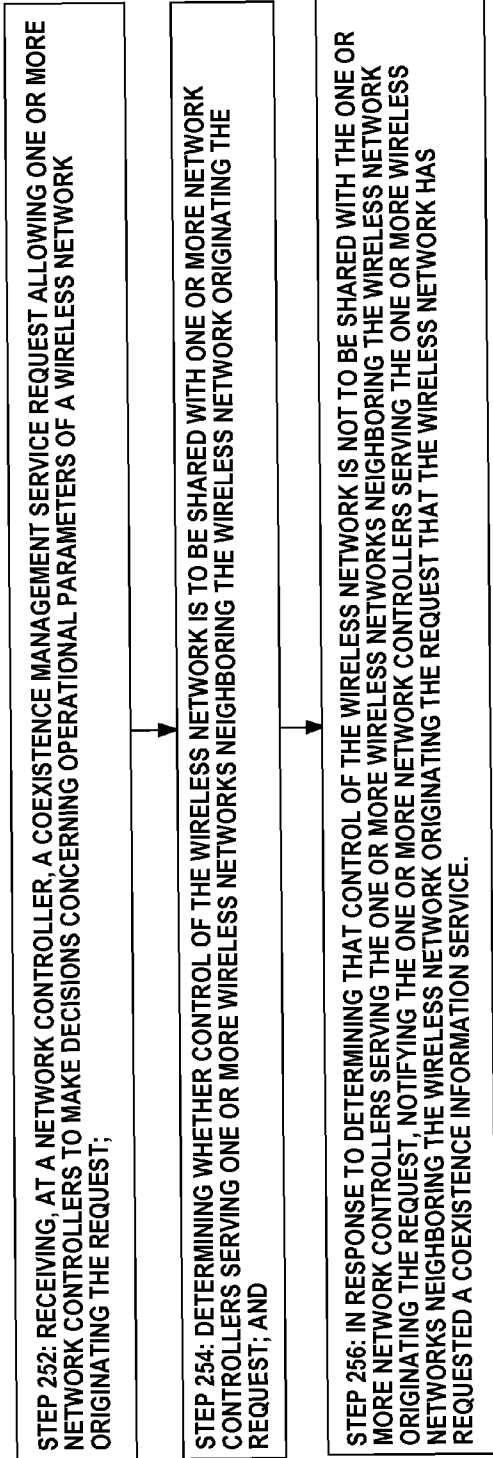 STEP 252: RECEIVING, AT A NETWORK CONTROLLER, A COEXISTENCE MANAGEMENT SERVICE REQUEST ALLOWING ONE OR MORE
NETWORK CONTROLLERS TO MAKE DECISIONS CONCERNING OPERATIONAL PARAMETERS OF A WIRELESS NETWORK
ORIGINATING THE REQUEST;
STEP 254: DETERMINING WHETHER CONTROL OF THE WIRELESS NETWORK IS TO BE SHARED WITH ONE OR MORE NETWORK
CONTROLLERS SERVING ONE OR MORE WIRELESS NETWORKS NEIGHBORING THE WIRELESS NETWORK ORIGINATING THE
REQUEST; AND
STEP 256: IN RESPONSE TO DETERMINING THAT CONTROL OF THE WIRELESS NETWORK IS NOT TO BE SHARED WITH THE ONE OR
MORE NETWORK CONTROLLERS SERVING THE ONE OR MORE WIRELESS NETWORKS NEIGHBORING THE WIRELESS NETWORK
ORIGINATING THE REQUEST, NOTIFYING THE ONE OR MORE NETWORK CONTROLLERS SERVING THE ONE OR MORE WIRELESS
NETWORKS NEIGHBORING THE WIRELESS NETWORK ORIGINATING THE REQUEST THAT THE WIRELESS NETWORK HAS
REQUESTED A COEXISTENCE INFORMATION SERVICE.